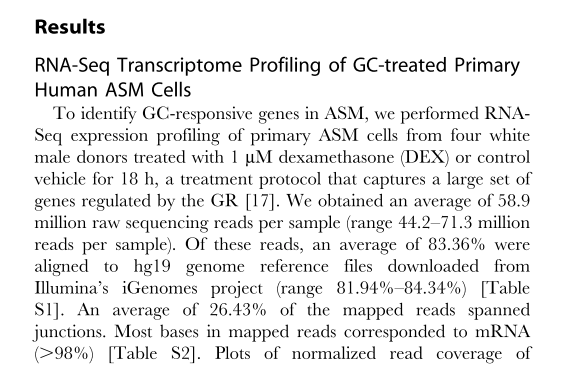 Results
RNA-Seq Transcriptome Profiling of GC-treated Primary
Human ASM Cells
To identify GC-responsive genes in ASM, we performed RNA-
Seq expression profiling of primary ASM cells from four white
male donors treated with 1 μM dexamethasone (DEX) or control
vehicle for 18 h, a treatment protocol that captures a large set of
genes regulated by the GR [17]. We obtained an average of 58.9
million raw sequencing reads per sample (range 44.2–71.3 million
reads per sample). Of these reads, an average of 83.36% were
aligned to hg19 genome reference files downloaded from
Illumina's iGenomes project (range 81.94%–84.34%) [Table
S1]. An average of 26.43% of the mapped reads spanned
junctions. Most bases in mapped reads corresponded to mRNA
(>98%) [Table S2]. Plots of normalized read coverage of